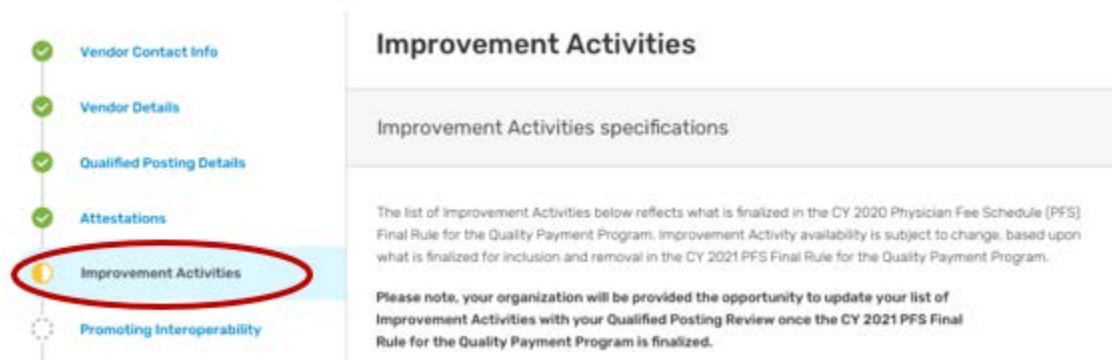 Vendor Contact Info
Vendor Details
Qualified Posting Details
Attestations
Improvement Activities
Promoting Interoperability
Improvement Activities
Improvement Activities specifications
The list of Improvement Activities below reflects what is finalized in the CY 2020 Physician Fee Schedule (PFS)
Final Rule for the Quality Payment Program. Improvement Activity availability is subject to change, based upon
what is finalized for inclusion and removal in the CY 2021 PFS Final Rule for the Quality Payment Program.
Please note, your organization will be provided the opportunity to update your list of
Improvement Activities with your Qualified Posting Review once the CY 2021 PFS Final
Rule for the Quality Payment Program is finalized.